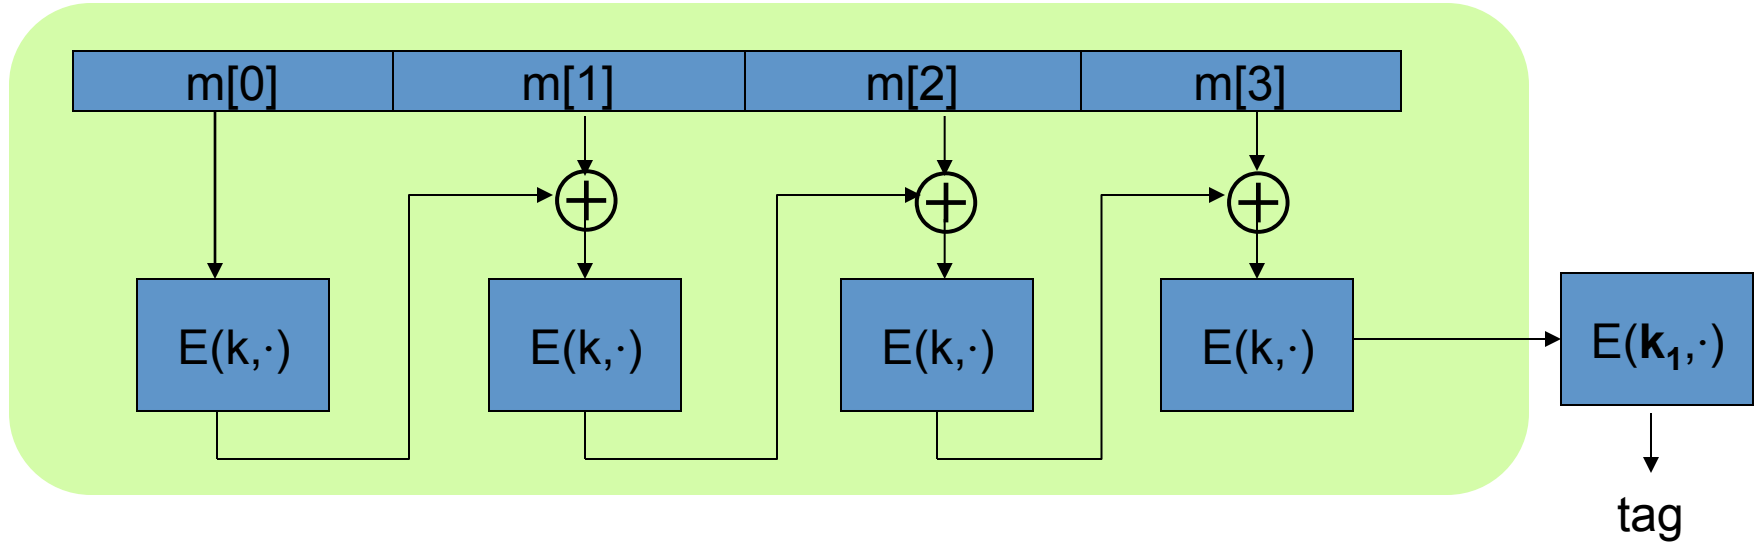 m[0] m[1] m[2] m[3]
E(k,·) E(k,·) E(k,·) E(k,·) E(k₁,·)
tag